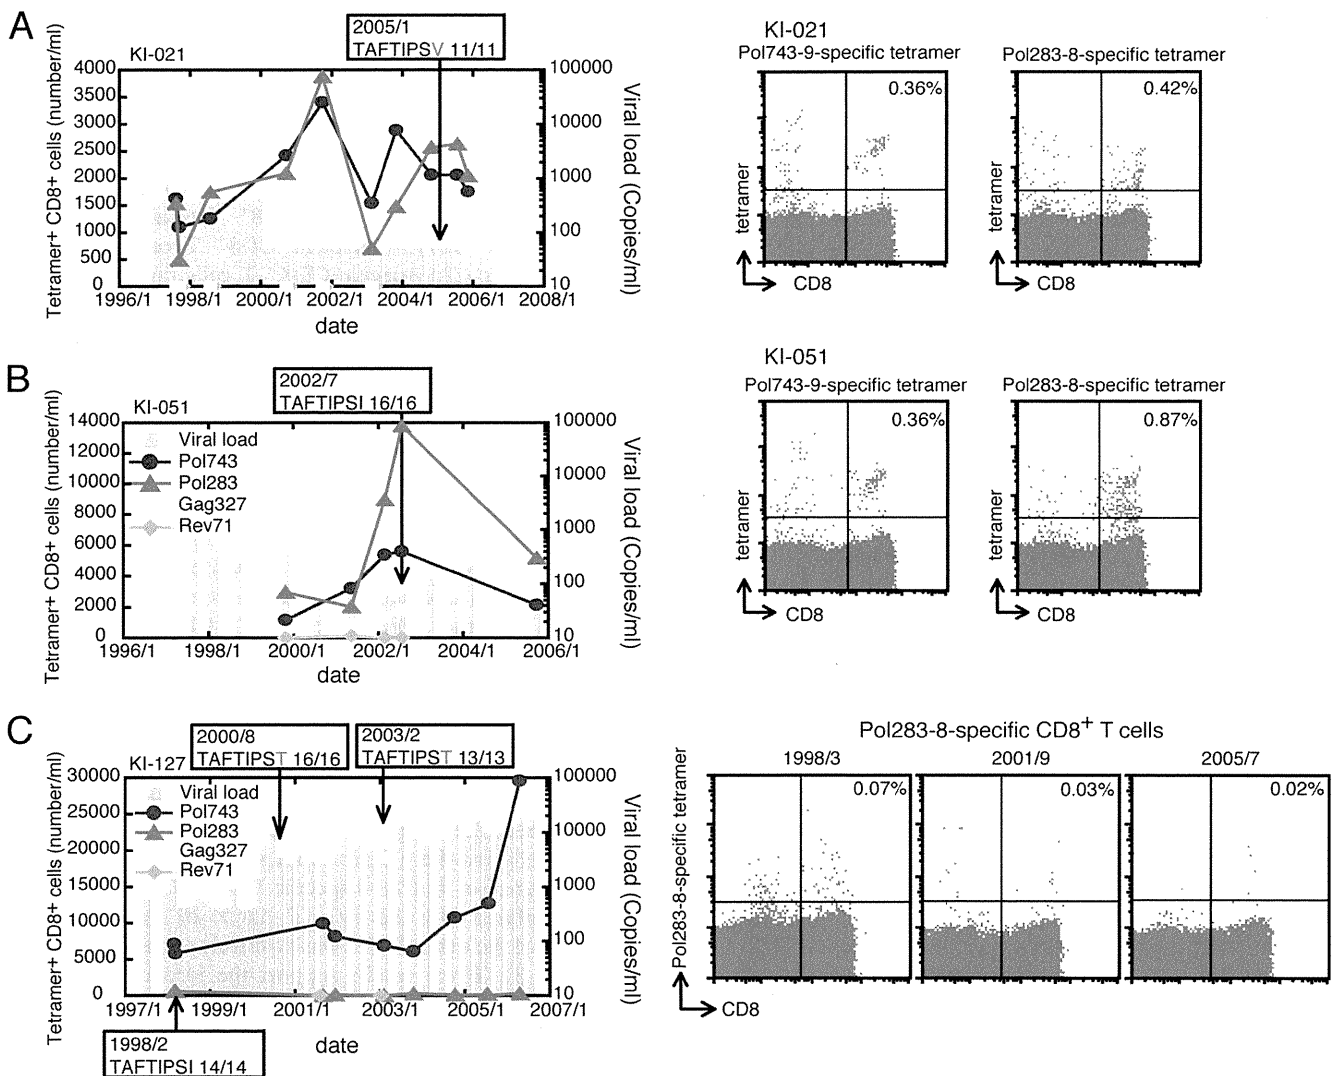 A
2005/1
TAFTIPSV 11/11
KI-021
Tetramer+ CD8+ cells (number/ml)
4000
3500
3000
2500
2000
1500
1000
500
0
100000
10000
1000
100
10
Viral load (Copies/ml)
1996/1 1998/1 2000/1 2002/1 2004/1 2006/1 2008/1
date
KI-021
Pol743-9-specific tetramer
0.36%
tetramer
CD8
Pol283-8-specific tetramer
0.42%
tetramer
CD8
B
2002/7
TAFTIPSI 16/16
KI-051
Tetramer+ CD8+ cells (number/ml)
14000
12000
10000
8000
6000
4000
2000
0
Viral load
Pol743
Pol283
Gag327
Rev71
100000
10000
1000
100
10
Viral load (Copies/ml)
1996/1 1998/1 2000/1 2002/1 2004/1 2006/1
date
KI-051
Pol743-9-specific tetramer
0.36%
tetramer
CD8
Pol283-8-specific tetramer
0.87%
tetramer
CD8
C
2000/8
TAFTIPST 16/16
2003/2
TAFTIPST 13/13
KI-127
Tetramer+ CD8+ cells (number/ml)
30000
25000
20000
15000
10000
5000
0
Viral load
Pol743
Pol283
Gag327
Rev71
100000
10000
1000
100
10
Viral load (Copies/ml)
1997/1 1999/1 2001/1 2003/1 2005/1 2007/1
date
1998/2
TAFTIPSI 14/14
Pol283-8-specific CD8+ T cells
1998/3 2001/9 2005/7
0.07% 0.03% 0.02%
Pol283-8-specific tetramer
CD8